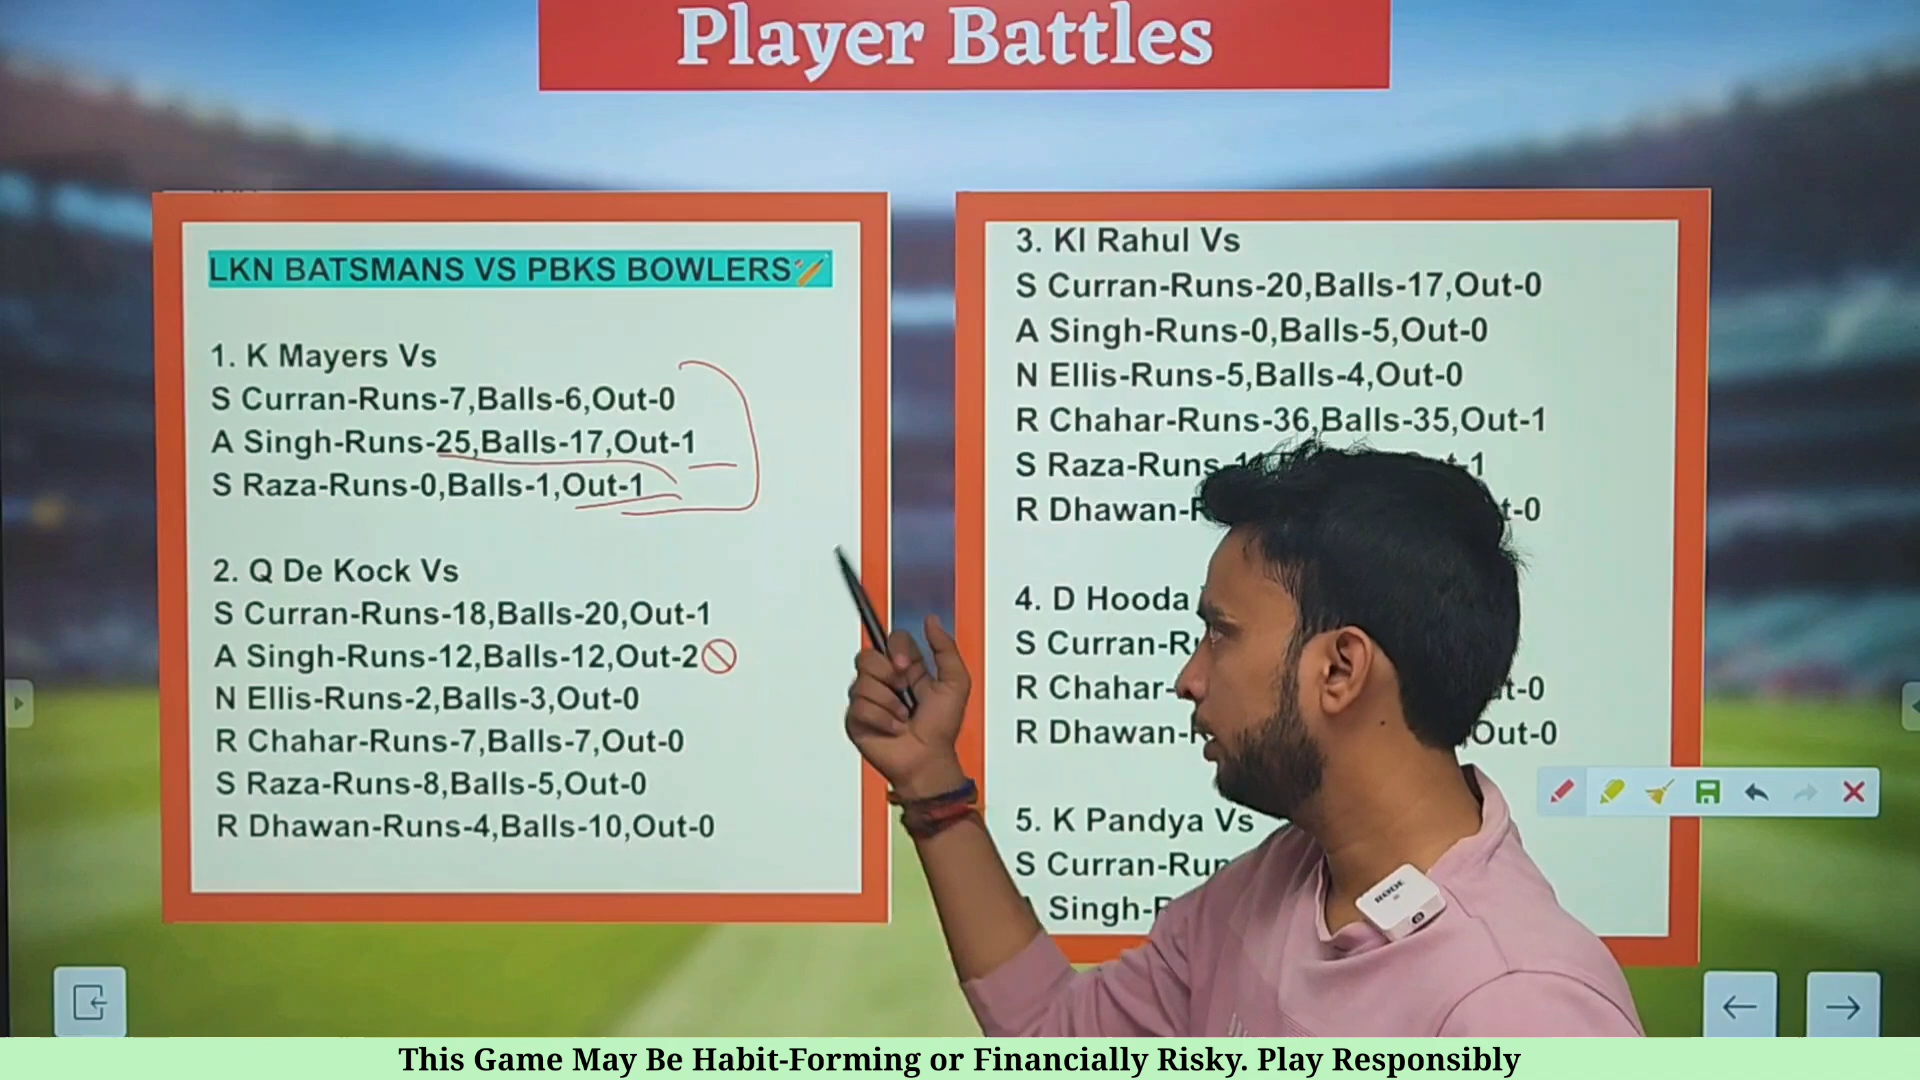 Player Battles
LKN BATSMANS VS PBKS BOWLERS
1. K Mayers Vs
S Curran-Runs-7,Balls-6,Out-0
A Singh-Runs-25,Balls-17,Out-1
S Raza-Runs-0,Balls-1,Out-1
2. Q De Kock Vs
S Curran-Runs-18,Balls-20,Out-1
A Singh-Runs-12,Balls-12,Out-2
N Ellis-Runs-2,Balls-3,Out-0
R Chahar-Runs-7,Balls-7,Out-0
S Raza-Runs-8,Balls-5,Out-0
R Dhawan-Runs-4,Balls-10,Out-0
3. Kl Rahul Vs
S Curran-Runs-20,Balls-17,Out-0
A Singh-Runs-0,Balls-5,Out-0
N Ellis-Runs-5,Balls-4,Out-0
R Chahar-Runs-36,Balls-35,Out-1
S Raza-Runs-
R Dhawan-
4. D Hooda
S Curran-
R Chahar-
R Dhawan- Out-0
5. K Pandya Vs
S Curran-Run
Singh-
RODE
This Game May Be Habit-Forming or Financially Risky. Play Responsibly